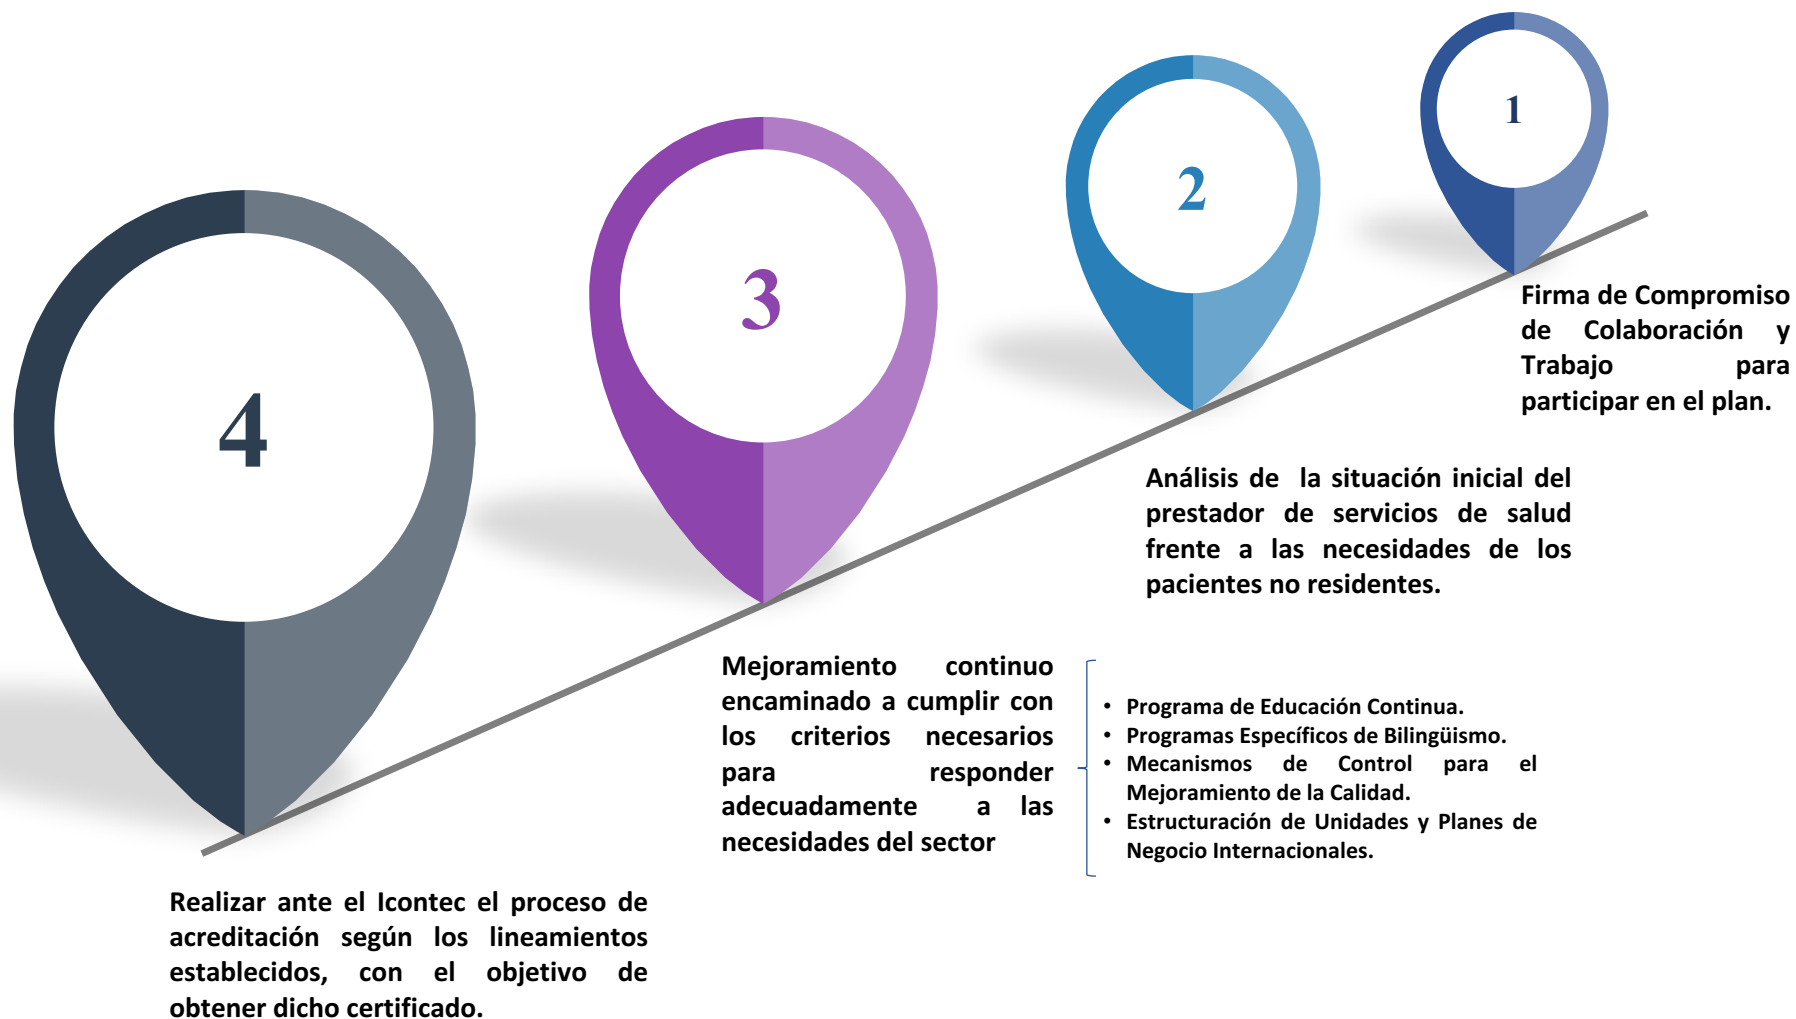 1
Firma de Compromiso
de Colaboración y
Trabajo para
participar en el plan.
2
Análisis de la situación inicial del
prestador de servicios de salud
frente a las necesidades de los
pacientes no residentes.
3
Mejoramiento continuo
encaminado a cumplir con
los criterios necesarios
para responder
adecuadamente a las
necesidades del sector
• Programa de Educación Continua.
• Programas Específicos de Bilingüismo.
• Mecanismos de Control para el
Mejoramiento de la Calidad.
• Estructuración de Unidades y Planes de
Negocio Internacionales.
4
Realizar ante el Icontec el proceso de
acreditación según los lineamientos
establecidos, con el objetivo de
obtener dicho certificado.